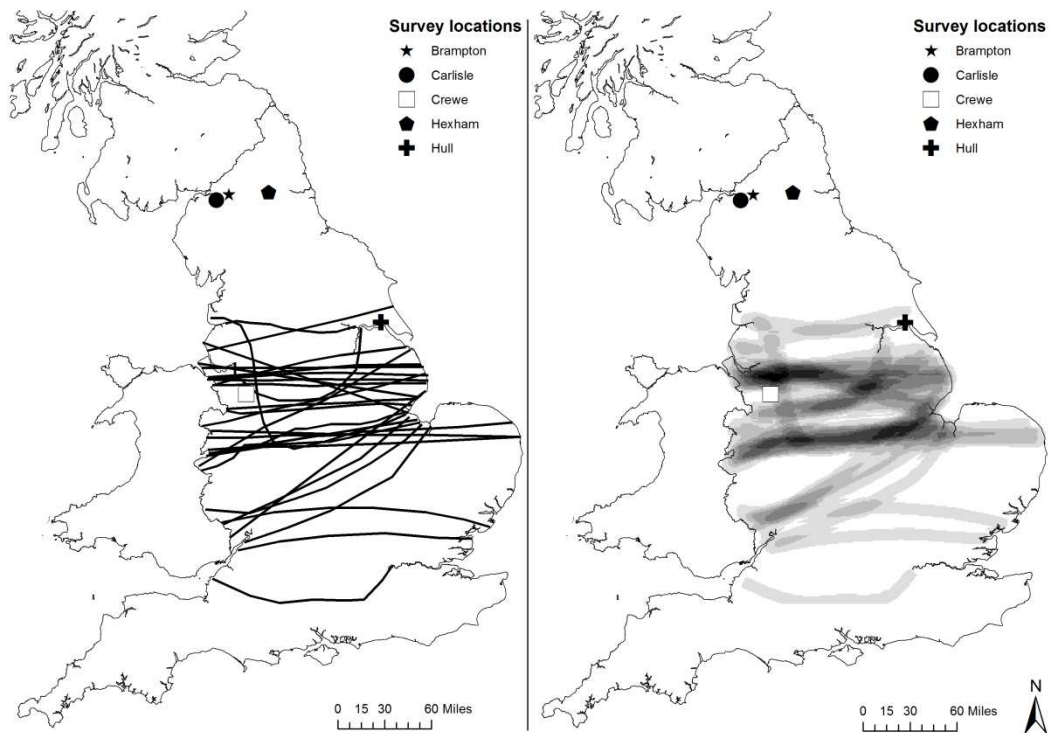 Survey locations
Brampton
Carlisle
Crewe
Hexham
Hull
0 15 30 60 Miles
Survey locations
Brampton
Carlisle
Crewe
Hexham
Hull
0 15 30 60 Miles
N